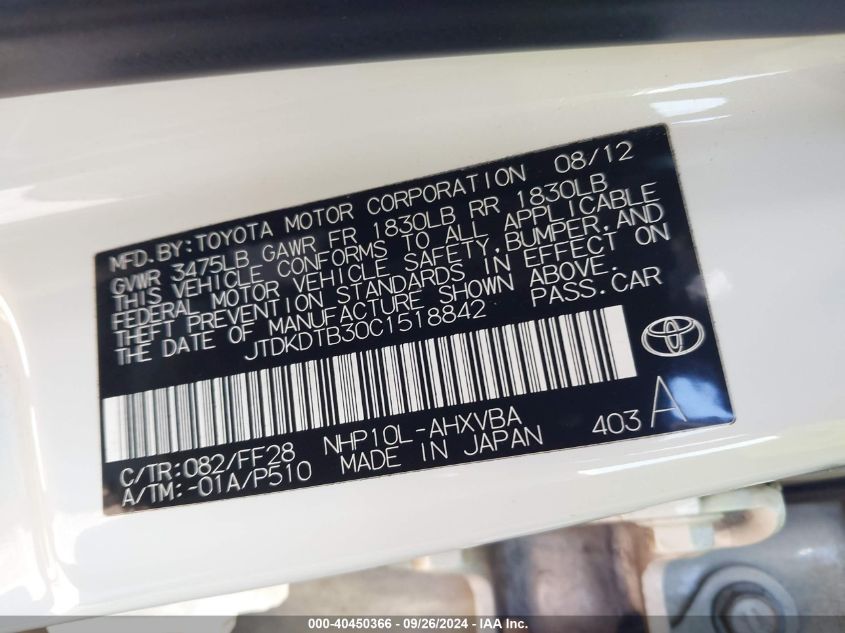 MFD.BY:TOYOTA MOTOR CORPORATION 08/12
GVWR 3475LB GAWR FR 1830LB RR 1830LB
THIS VEHICLE CONFORMS TO ALL APPLICABLE
FEDERAL MOTOR VEHICLE SAFETY,BUMPER,AND
THEFT PREVENTION STANDARDS IN EFFECT ON
THE DATE OF MANUFACTURE SHOWN ABOVE.
JTDKDTB30C1518842 PASS.CAR
C/TR:082/FF28 NHP10L-AHXVBA 403 A
A/TM:-01A/P510 MADE IN JAPAN
000-40450366 - 09/26/2024 - IAA Inc.